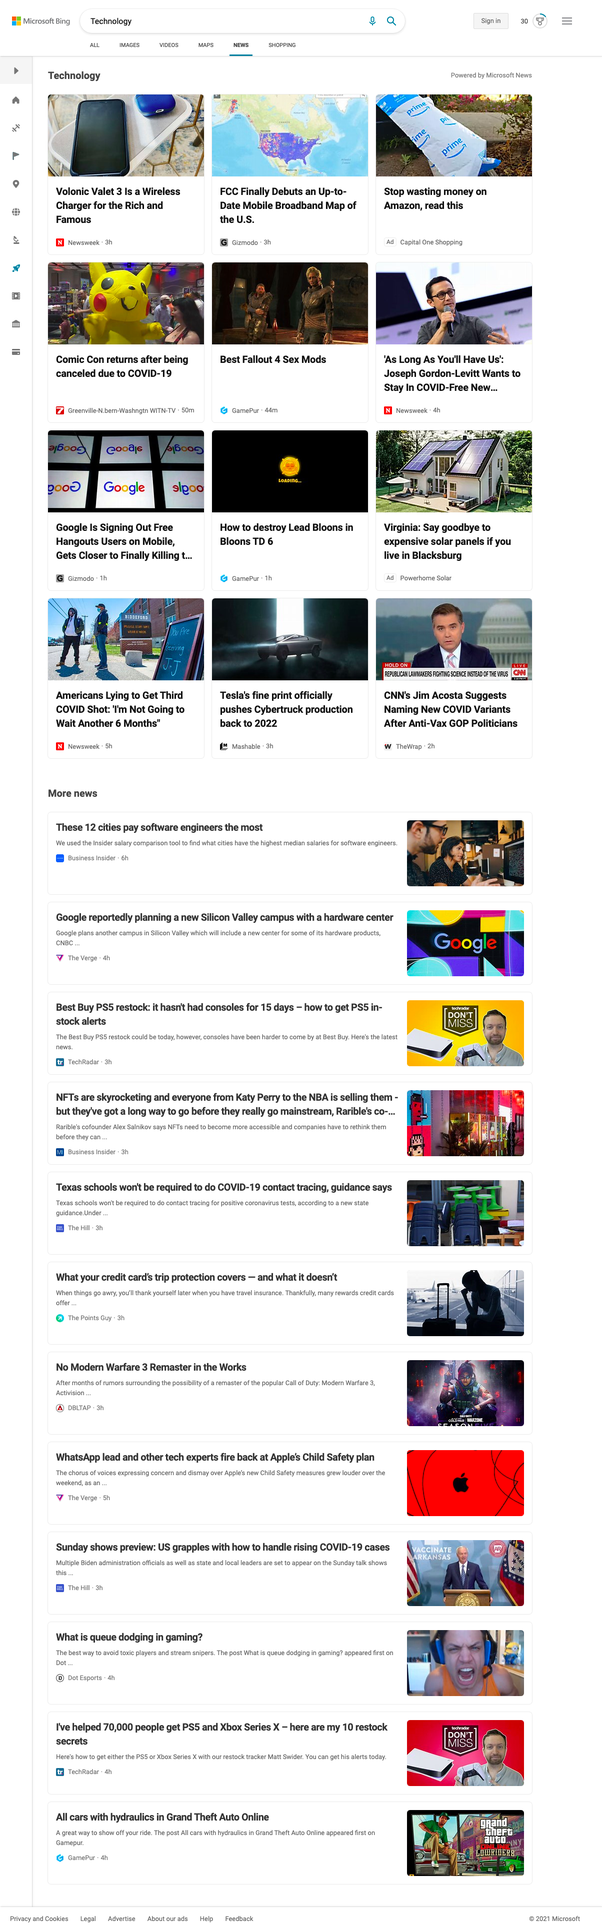 Microsoft Bing
Technology
Sign in
30
ALL
IMAGES
VIDEOS
MAPS
NEWS
SHOPPING
Technology
Powered by Microsoft News
prime
prime
prime
Volonic Valet 3 Is a Wireless
Charger for the Rich and
Famous
Newsweek · 3h
FCC Finally Debuts an Up-to-
Date Mobile Broadband Map of
the U.S.
Gizmodo · 3h
Stop wasting money on
Amazon, read this
Ad Capital One Shopping
Comic Con returns after being
canceled due to COVID-19
Greenville-N.bern-Washngtn WITN-TV · 50m
Best Fallout 4 Sex Mods
GamePur · 44m
'As Long As You'll Have Us':
Joseph Gordon-Levitt Wants to
Stay In COVID-Free New...
Newsweek · 4h
Google
LOADING...
Google Is Signing Out Free
Hangouts Users on Mobile,
Gets Closer to Finally Killing t...
Gizmodo · 1h
How to destroy Lead Bloons in
Bloons TD 6
GamePur · 1h
Virginia: Say goodbye to
expensive solar panels if you
live in Blacksburg
Ad Powerhome Solar
HOLD ON
REPUBLICAN LAWMAKERS FIGHTING SCIENCE INSTEAD OF THE VIRUS
LIVE
CNN
Americans Lying to Get Third
COVID Shot: 'I'm Not Going to
Wait Another 6 Months"
Newsweek · 5h
Tesla's fine print officially
pushes Cybertruck production
back to 2022
Mashable · 3h
CNN's Jim Acosta Suggests
Naming New COVID Variants
After Anti-Vax GOP Politicians
TheWrap · 2h
More news
These 12 cities pay software engineers the most
We used the Insider salary comparison tool to find what cities have the highest median salaries for software engineers.
Business Insider · 6h
Google reportedly planning a new Silicon Valley campus with a hardware center
Google plans another campus in Silicon Valley which will include a new center for some of its hardware products,
CNBC ...
The Verge · 4h
Google
Best Buy PS5 restock: it hasn't had consoles for 15 days – how to get PS5 in-
stock alerts
The Best Buy PS5 restock could be today, however, consoles have been harder to come by at Best Buy. Here's the latest
news.
TechRadar · 3h
techradar
DON'T
MISS
NFTs are skyrocketing and everyone from Katy Perry to the NBA is selling them -
but they've got a long way to go before they really go mainstream, Rarible's co-...
Rarible's cofounder Alex Salnikov says NFTs need to become more accessible and companies have to rethink them
before they can ...
Business Insider · 3h
Texas schools won't be required to do COVID-19 contact tracing, guidance says
Texas schools won't be required to do contact tracing for positive coronavirus tests, according to a new state
guidance.Under ...
The Hill · 3h
What your credit card's trip protection covers — and what it doesn't
When things go awry, you'll thank yourself later when you have travel insurance. Thankfully, many rewards credit cards
offer ...
The Points Guy · 3h
No Modern Warfare 3 Remaster in the Works
After months of rumors surrounding the possibility of a remaster of the popular Call of Duty: Modern Warfare 3,
Activision ...
DBLTAP · 3h
WARZONE
WhatsApp lead and other tech experts fire back at Apple's Child Safety plan
The chorus of voices expressing concern and dismay over Apple's new Child Safety measures grew louder over the
weekend, as an ...
The Verge · 5h
Sunday shows preview: US grapples with how to handle rising COVID-19 cases
Multiple Biden administration officials as well as state and local leaders are set to appear on the Sunday talk shows
this ...
The Hill · 3h
VACCINATE
ARKANSAS
What is queue dodging in gaming?
The best way to avoid toxic players and stream snipers. The post What is queue dodging in gaming? appeared first on
Dot ...
Dot Esports · 4h
I've helped 70,000 people get PS5 and Xbox Series X – here are my 10 restock
secrets
Here's how to get either the PS5 or Xbox Series X with our restock tracker Matt Swider. You can get his alerts today.
TechRadar · 4h
techradar
DON'T
MISS
All cars with hydraulics in Grand Theft Auto Online
A great way to show off your ride. The post All cars with hydraulics in Grand Theft Auto Online appeared first on
Gamepur.
GamePur · 4h
grand
theft
auto
LOWRIDERS
Privacy and Cookies
Legal
Advertise
About our ads
Help
Feedback
© 2021 Microsoft